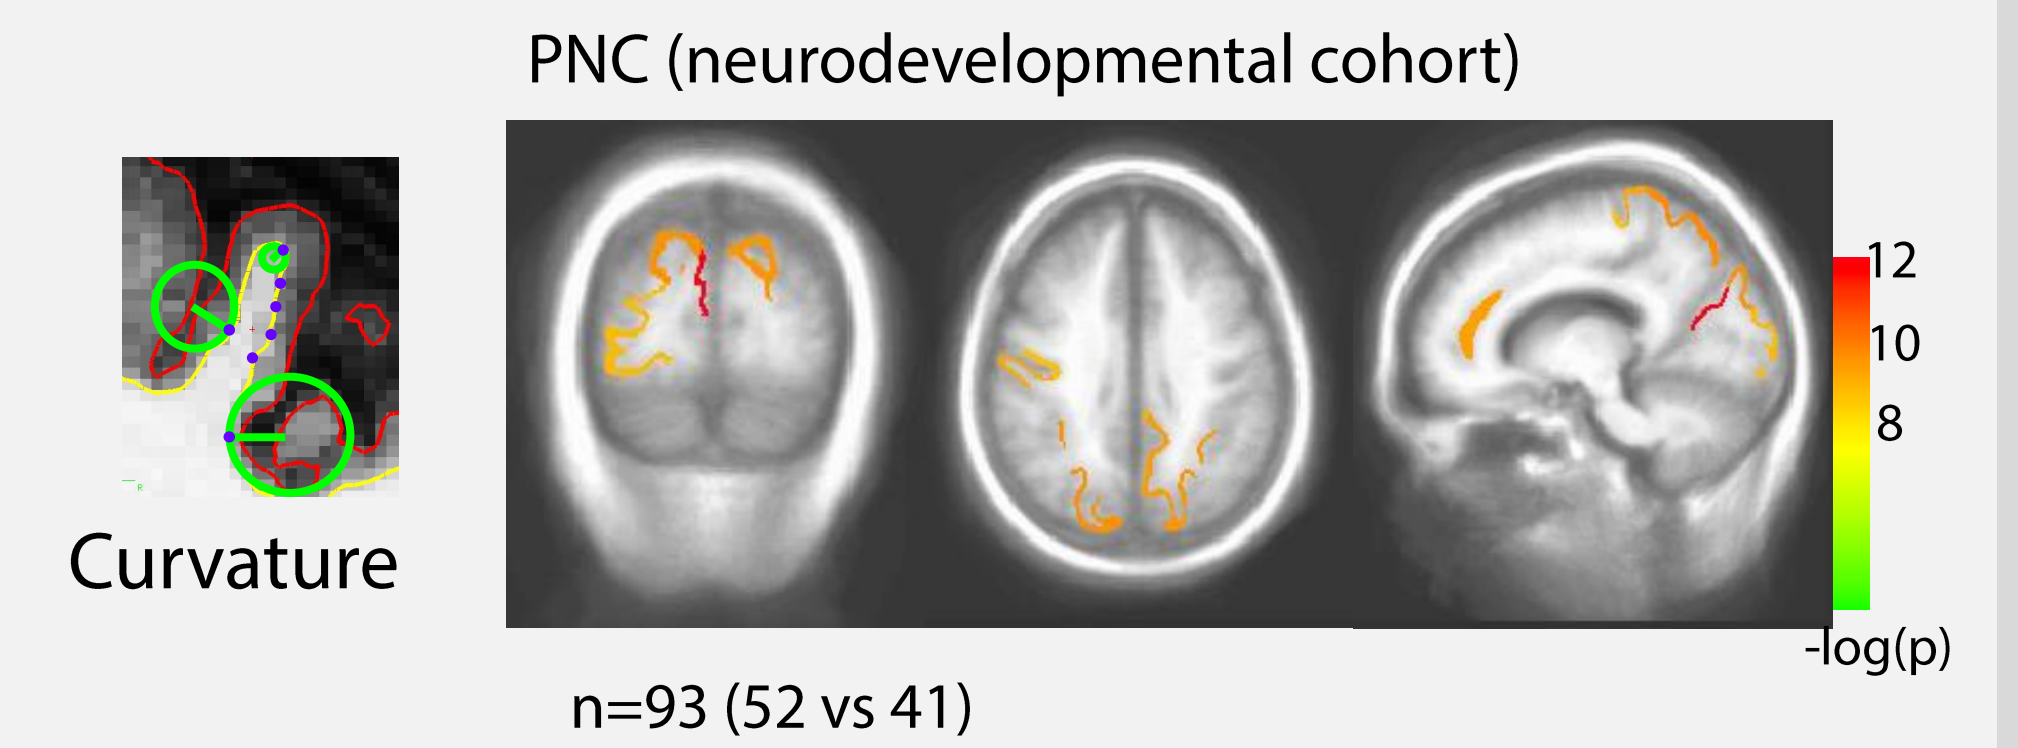 PNC (neurodevelopmental cohort)
R
Curvature
12
10
8
-log(p)
n=93 (52 vs 41)